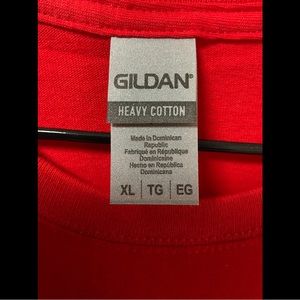 GILDAN®
HEAVY COTTON
Made in Dominican
Republic
Fabriqué en République
Dominicaine
Hecho en República
Dominicana
XL | TG | EG